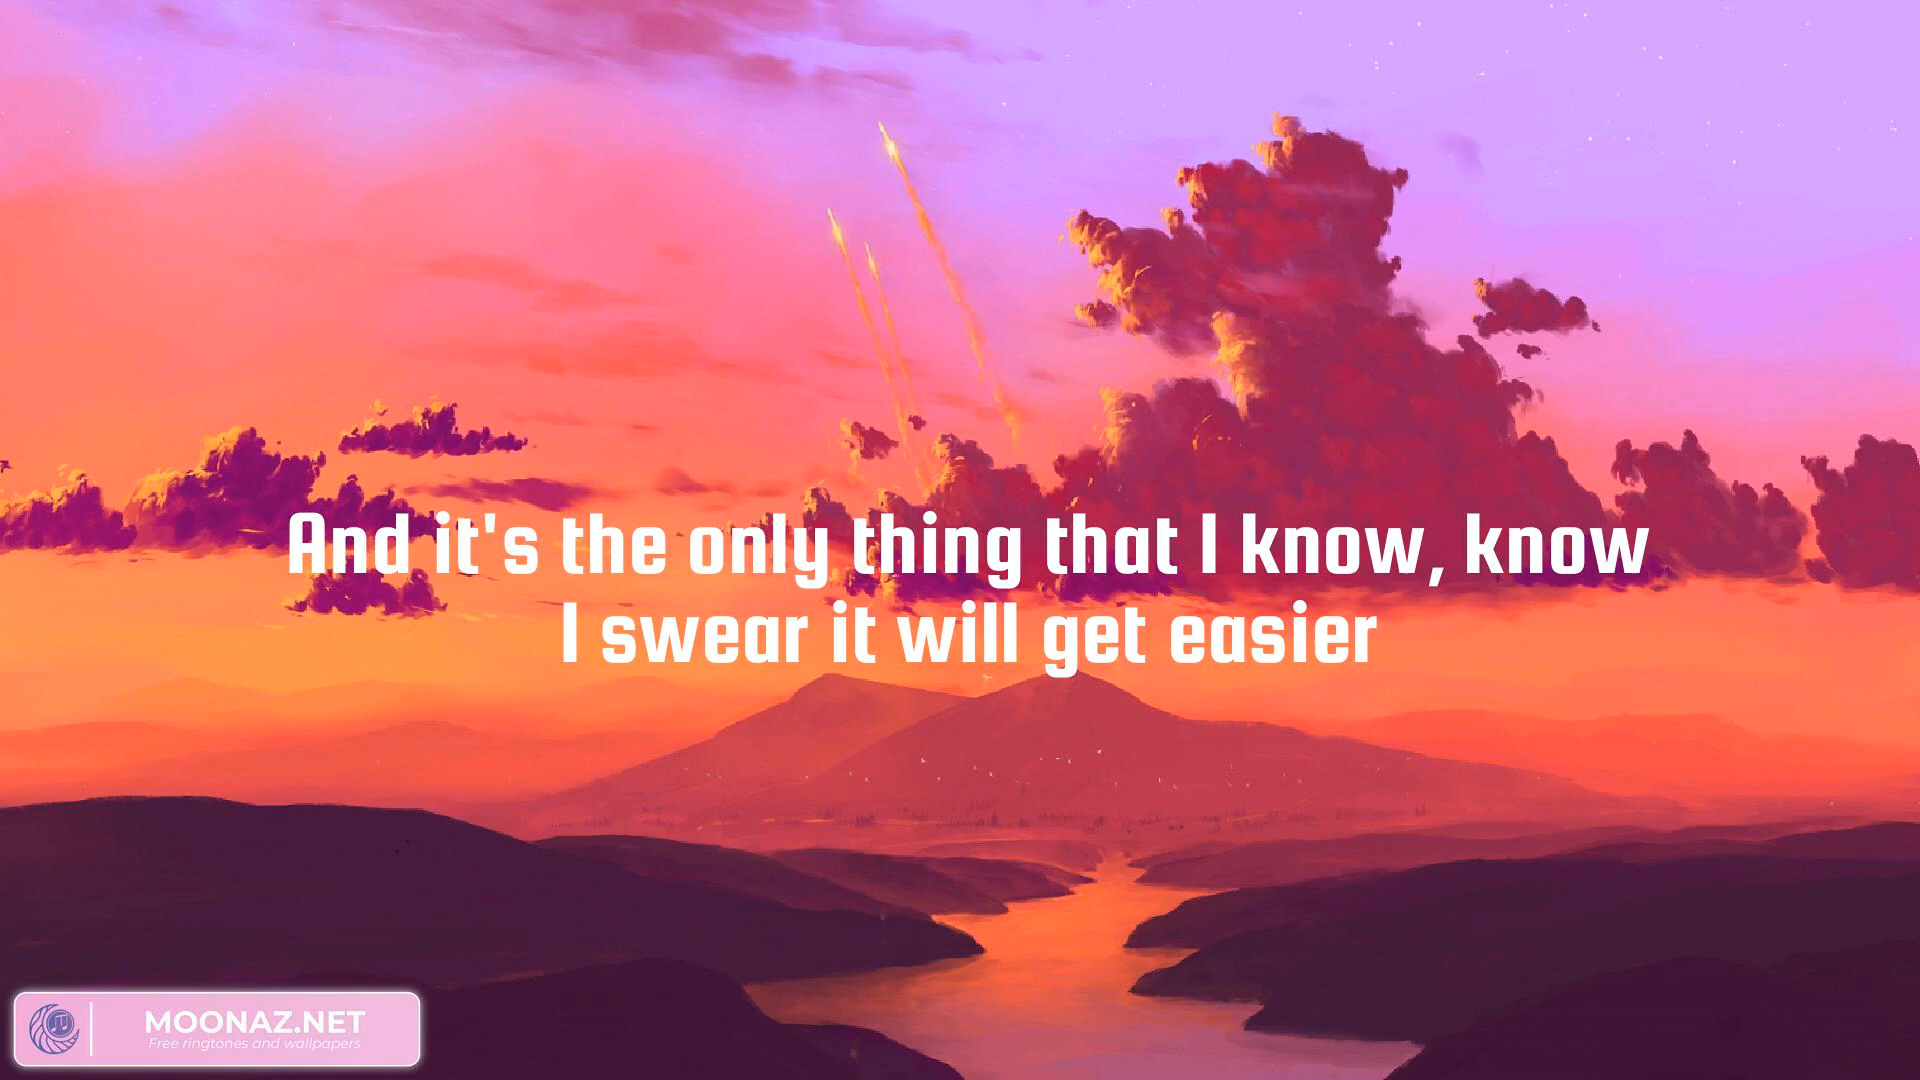 And it's the only thing that I know, know
I swear it will get easier
MOONAZ.NET
Free ringtones and wallpapers